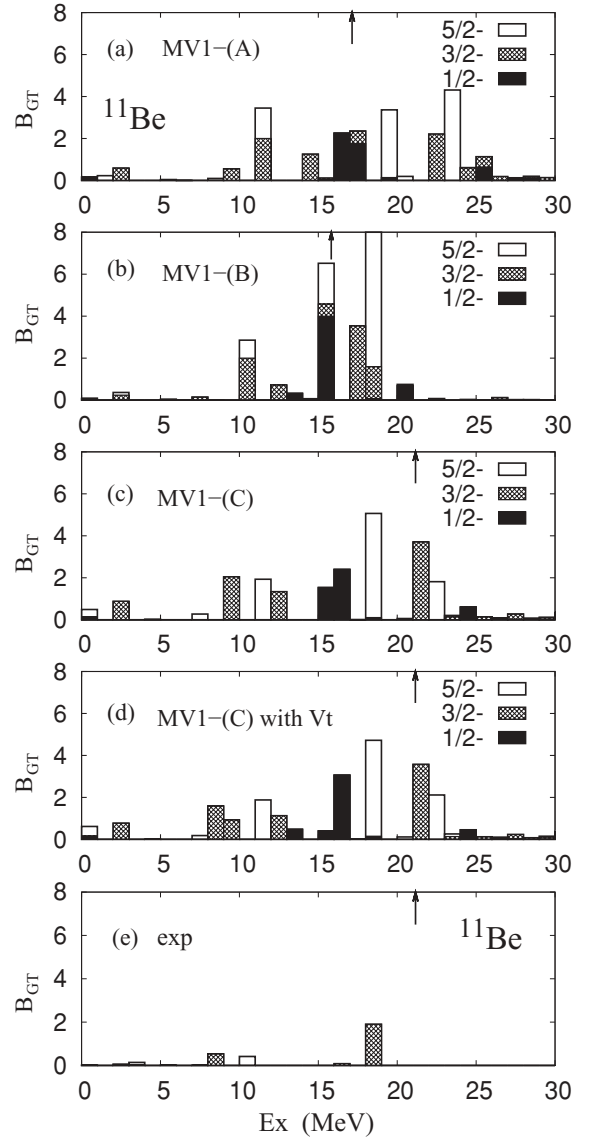 8
6
4
2
0
B_GT
(a) MV1−(A)
¹¹Be
5/2-
3/2-
1/2-
0 5 10 15 20 25 30
8
6
4
2
0
B_GT
(b) MV1−(B)
5/2-
3/2-
1/2-
0 5 10 15 20 25 30
8
6
4
2
0
B_GT
(c) MV1−(C)
5/2-
3/2-
1/2-
0 5 10 15 20 25 30
8
6
4
2
0
B_GT
(d) MV1−(C) with Vt
5/2-
3/2-
1/2-
0 5 10 15 20 25 30
8
6
4
2
0
B_GT
(e) exp
¹¹Be
0 5 10 15 20 25 30
Ex (MeV)